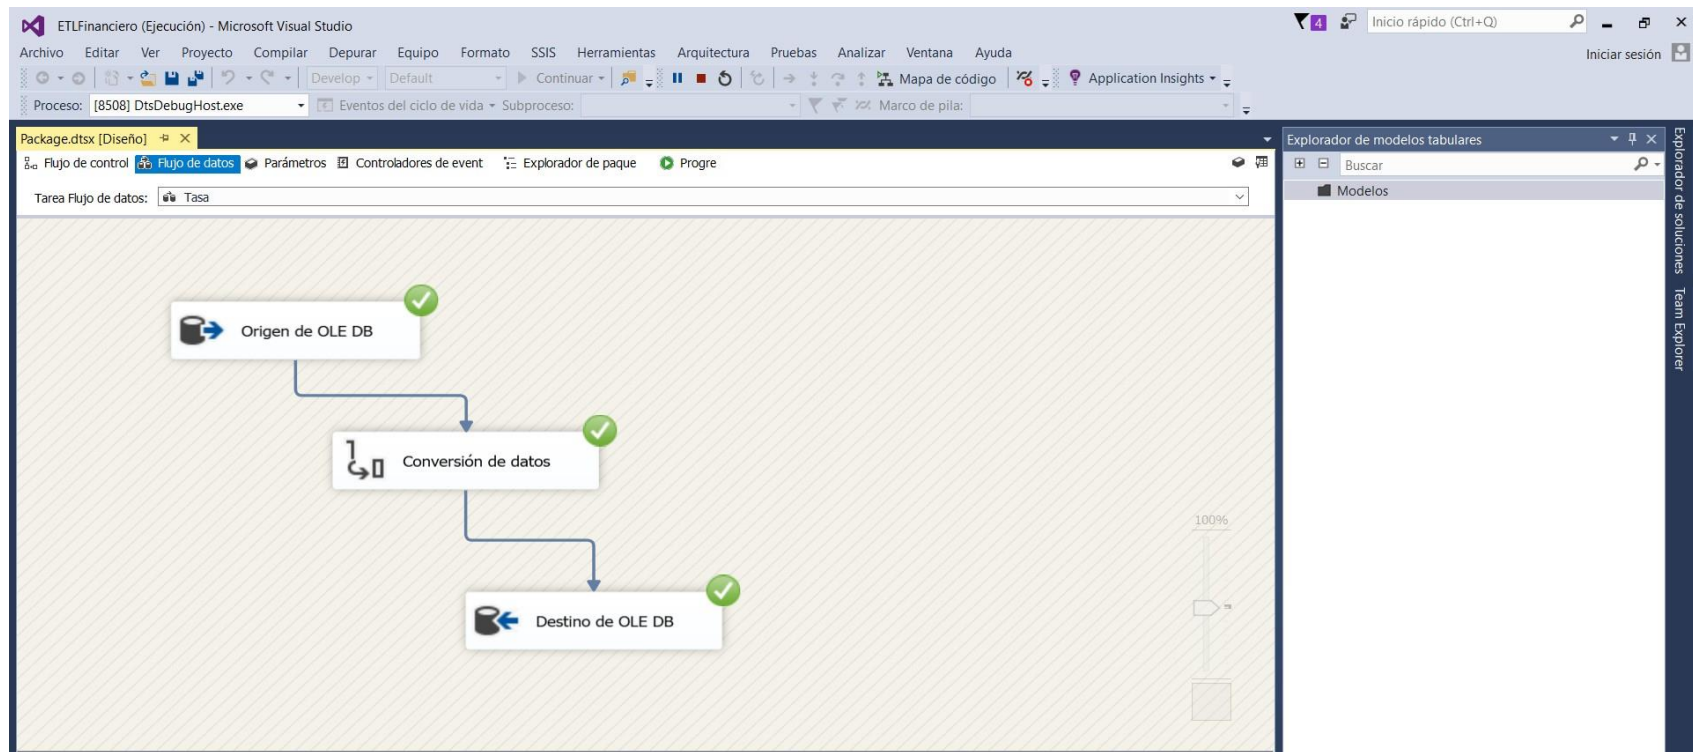 ETLFinanciero (Ejecución) - Microsoft Visual Studio
4
Inicio rápido (Ctrl+Q)
Archivo Editar Ver Proyecto Compilar Depurar Equipo Formato SSIS Herramientas Arquitectura Pruebas Analizar Ventana Ayuda
Iniciar sesión
Develop Default Continuar Mapa de código Application Insights
Proceso: [8508] DtsDebugHost.exe Eventos del ciclo de vida Subproceso: Marco de pila:
Package.dtsx [Diseño]
Flujo de control Flujo de datos Parámetros Controladores de event Explorador de paque Progre
Tarea Flujo de datos: Tasa
Origen de OLE DB
Conversión de datos
Destino de OLE DB
100%
Explorador de modelos tabulares
Buscar
Modelos
Explorador de soluciones
Team Explorer